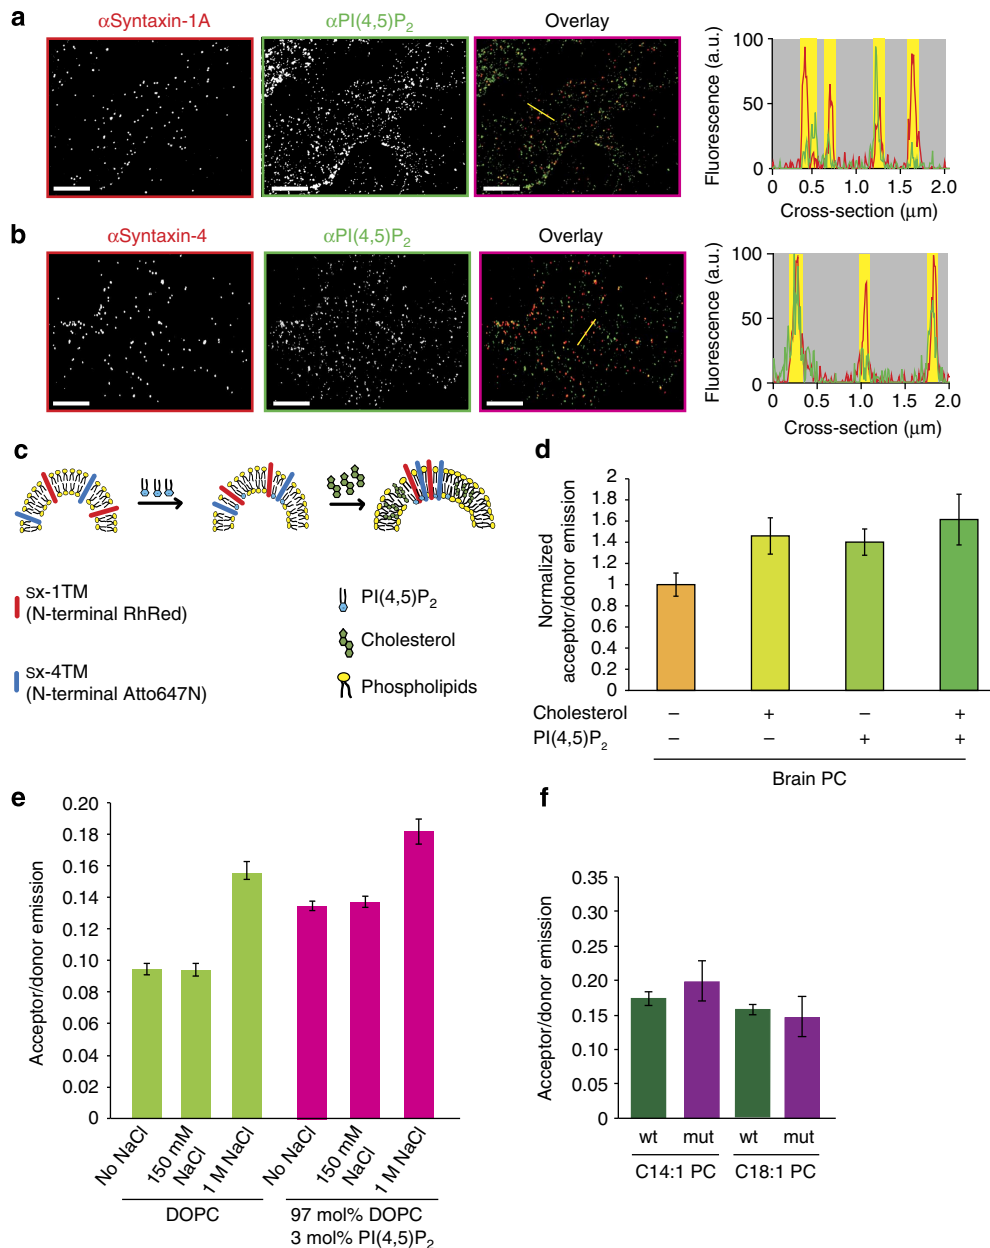 a
αSyntaxin-1A
αPI(4,5)P2
Overlay
Fluorescence (a.u.)
100
50
0
0
0.5
1.0
1.5
2.0
Cross-section (μm)
b
αSyntaxin-4
αPI(4,5)P2
Overlay
Fluorescence (a.u.)
100
50
0
0
0.5
1.0
1.5
2.0
Cross-section (μm)
c
sx-1TM
(N-terminal RhRed)
sx-4TM
(N-terminal Atto647N)
PI(4,5)P2
Cholesterol
Phospholipids
d
Normalized
acceptor/donor emission
2
1.6
1.4
1.2
1
0.8
0.6
0.4
0.2
0
Cholesterol – + – +
PI(4,5)P2 – – + +
Brain PC
e
Acceptor/donor emission
0.20
0.18
0.16
0.14
0.12
0.10
0.08
0.06
0.04
0.02
0
No NaCl
150 mM
NaCl
1 M NaCl
No NaCl
150 mM
NaCl
1 M NaCl
DOPC
97 mol% DOPC
3 mol% PI(4,5)P2
f
Acceptor/donor emission
0.35
0.30
0.25
0.20
0.15
0.10
0.05
0
wt mut wt mut
C14:1 PC C18:1 PC